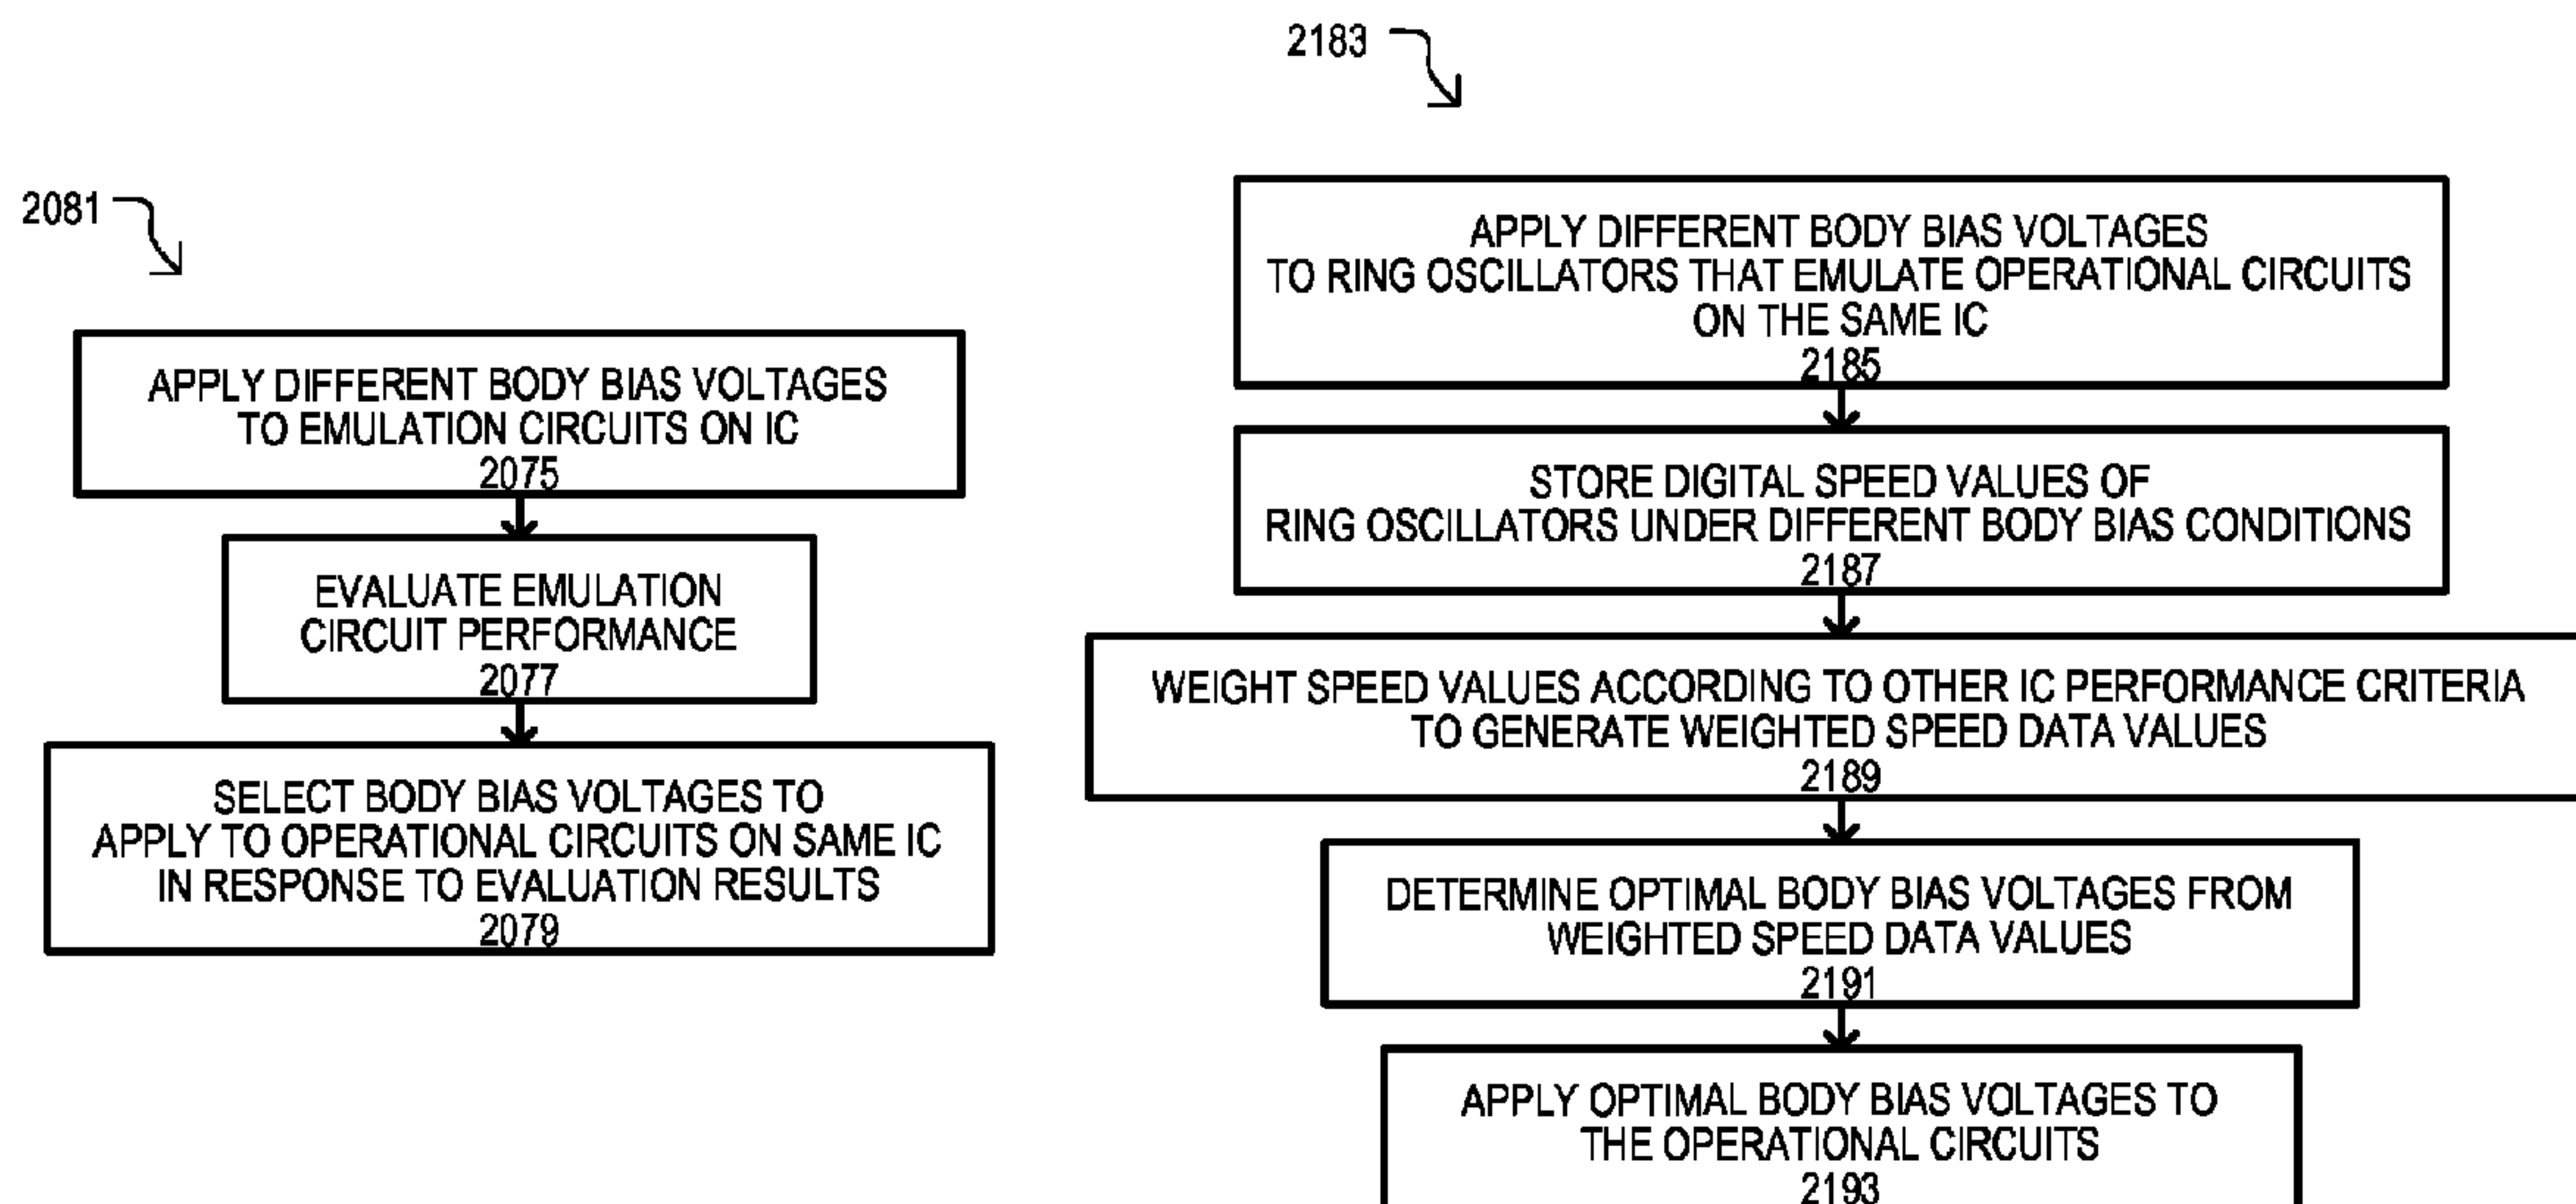 2081
APPLY DIFFERENT BODY BIAS VOLTAGES
TO EMULATION CIRCUITS ON IC
2075
EVALUATE EMULATION
CIRCUIT PERFORMANCE
2077
SELECT BODY BIAS VOLTAGES TO
APPLY TO OPERATIONAL CIRCUITS ON SAME IC
IN RESPONSE TO EVALUATION RESULTS
2079
2183
APPLY DIFFERENT BODY BIAS VOLTAGES
TO RING OSCILLATORS THAT EMULATE OPERATIONAL CIRCUITS
ON THE SAME IC
2185
STORE DIGITAL SPEED VALUES OF
RING OSCILLATORS UNDER DIFFERENT BODY BIAS CONDITIONS
2187
WEIGHT SPEED VALUES ACCORDING TO OTHER IC PERFORMANCE CRITERIA
TO GENERATE WEIGHTED SPEED DATA VALUES
2189
DETERMINE OPTIMAL BODY BIAS VOLTAGES FROM
WEIGHTED SPEED DATA VALUES
2191
APPLY OPTIMAL BODY BIAS VOLTAGES TO
THE OPERATIONAL CIRCUITS
2193